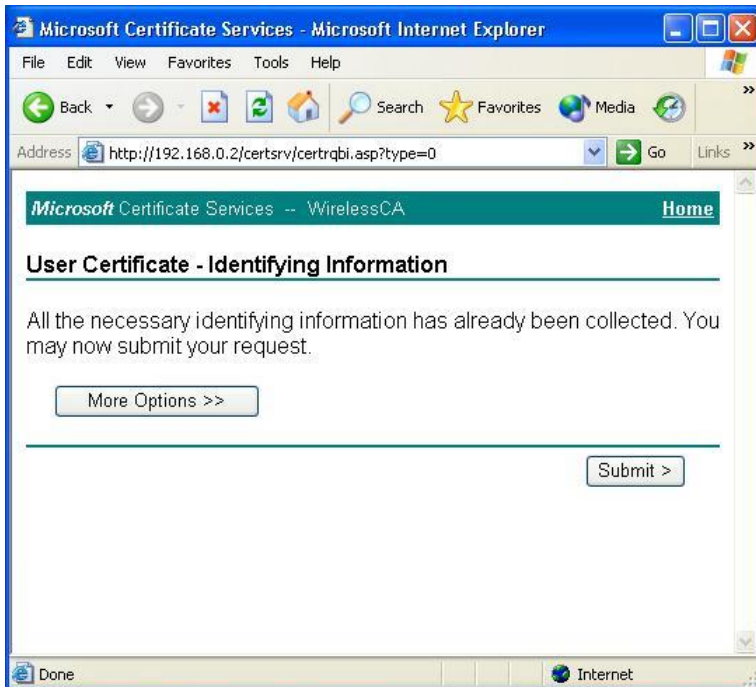 Microsoft Certificate Services - Microsoft Internet Explorer
File Edit View Favorites Tools Help
Back Search Favorites Media »
Address http://192.168.0.2/certsrv/certrqbi.asp?type=0 Go Links »
Microsoft Certificate Services -- WirelessCA Home
User Certificate - Identifying Information
All the necessary identifying information has already been collected. You
may now submit your request.
More Options >>
Submit >
Done Internet